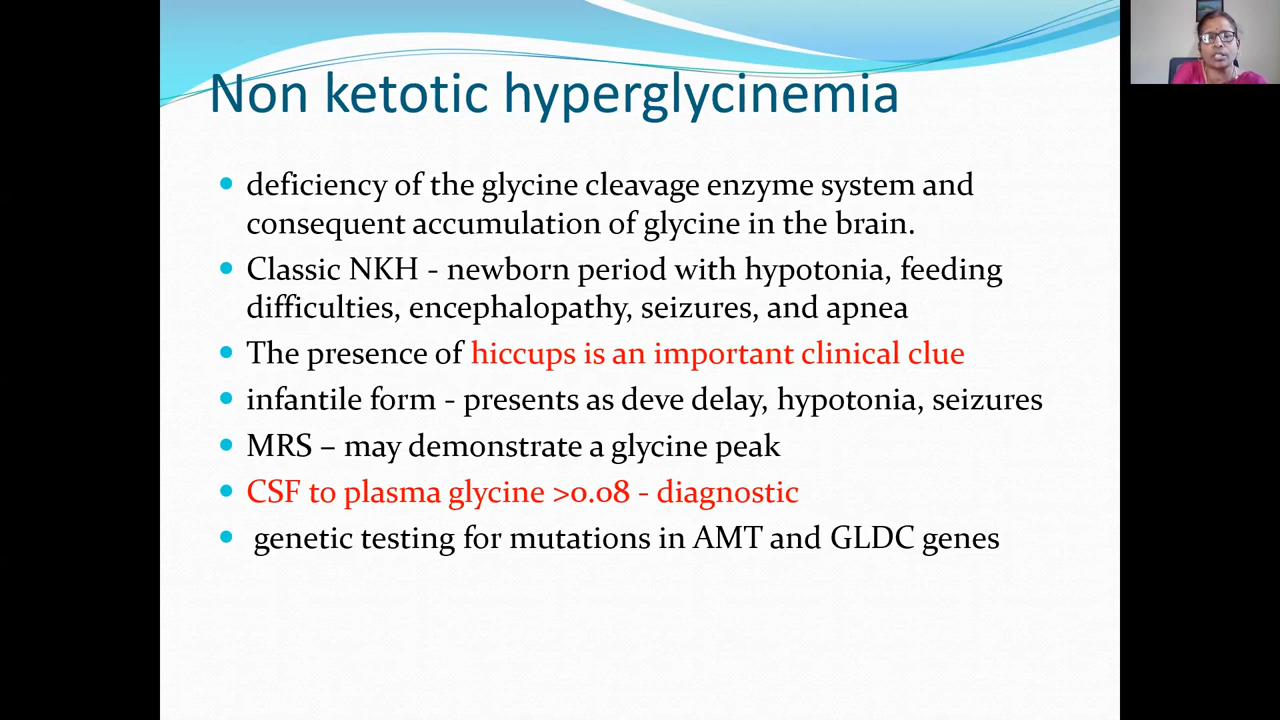 Non ketotic hyperglycinemia
• deficiency of the glycine cleavage enzyme system and
consequent accumulation of glycine in the brain.
• Classic NKH - newborn period with hypotonia, feeding
difficulties, encephalopathy, seizures, and apnea
• The presence of hiccups is an important clinical clue
• infantile form - presents as deve delay, hypotonia, seizures
• MRS – may demonstrate a glycine peak
• CSF to plasma glycine >0.08 - diagnostic
• genetic testing for mutations in AMT and GLDC genes